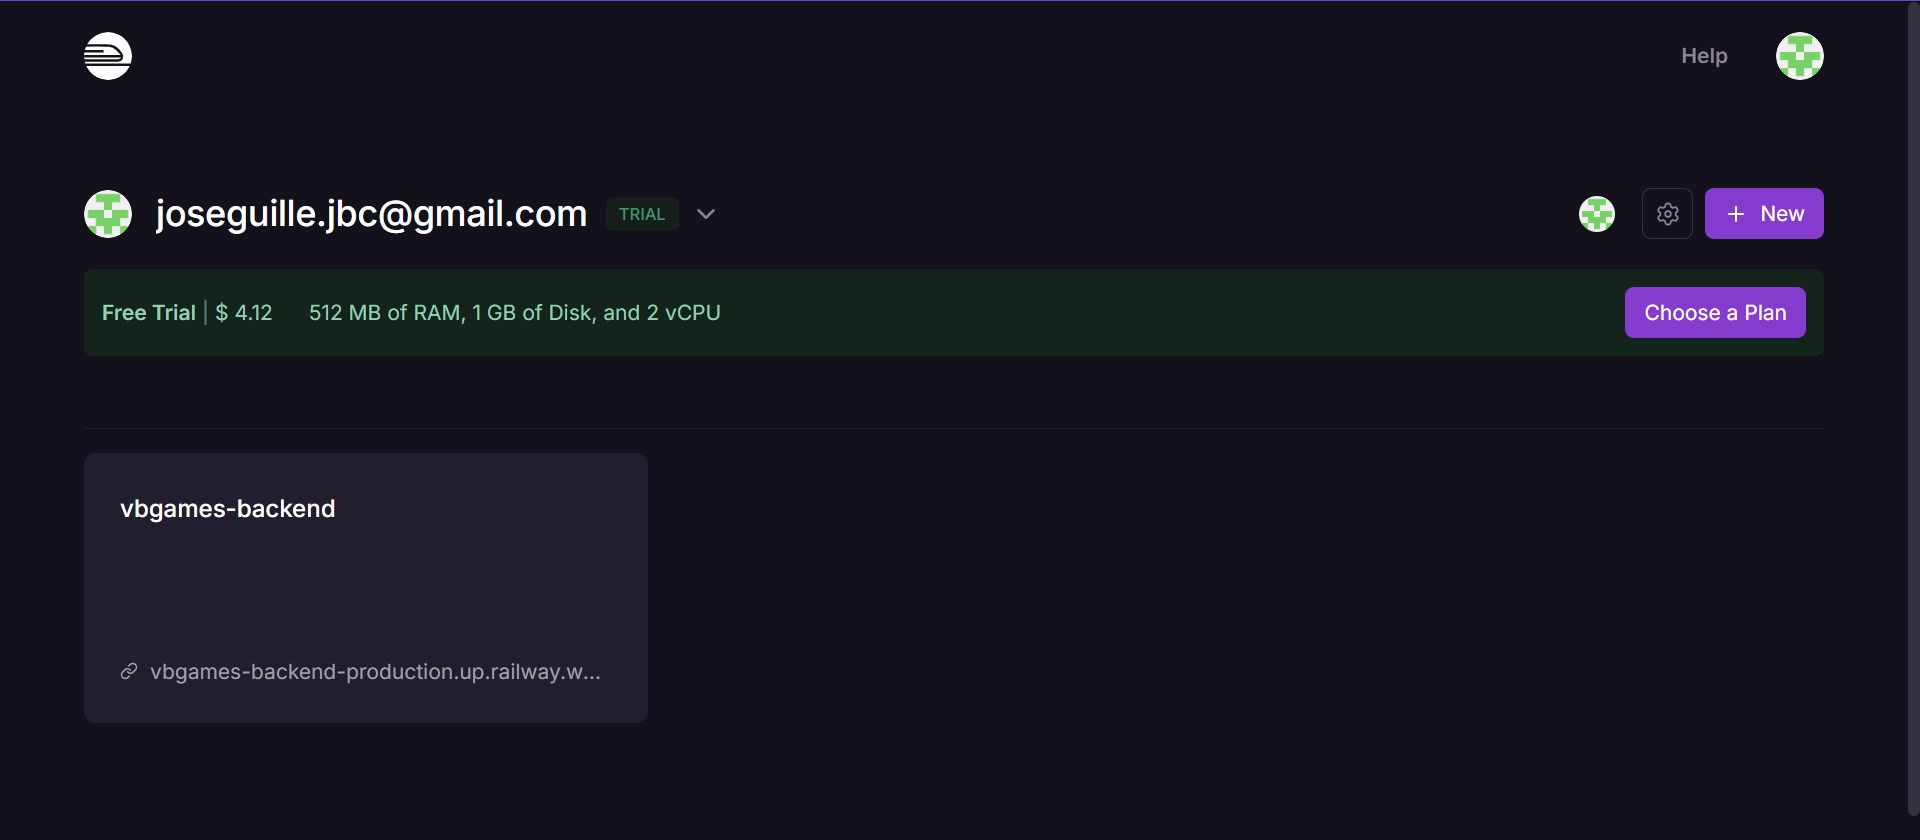 Help
joseguille.jbc@gmail.com TRIAL
+ New
Free Trial | $ 4.12 512 MB of RAM, 1 GB of Disk, and 2 vCPU
Choose a Plan
vbgames-backend
vbgames-backend-production.up.railway.w...